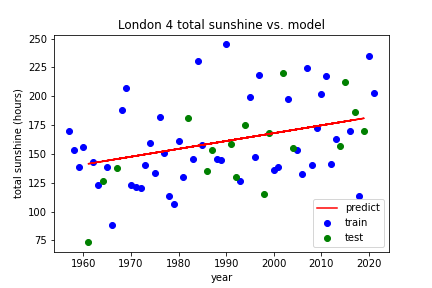 London 4 total sunshine vs. model
total sunshine (hours)
250
225
200
175
150
125
100
75
1960 1970 1980 1990 2000 2010 2020
year
predict
train
test